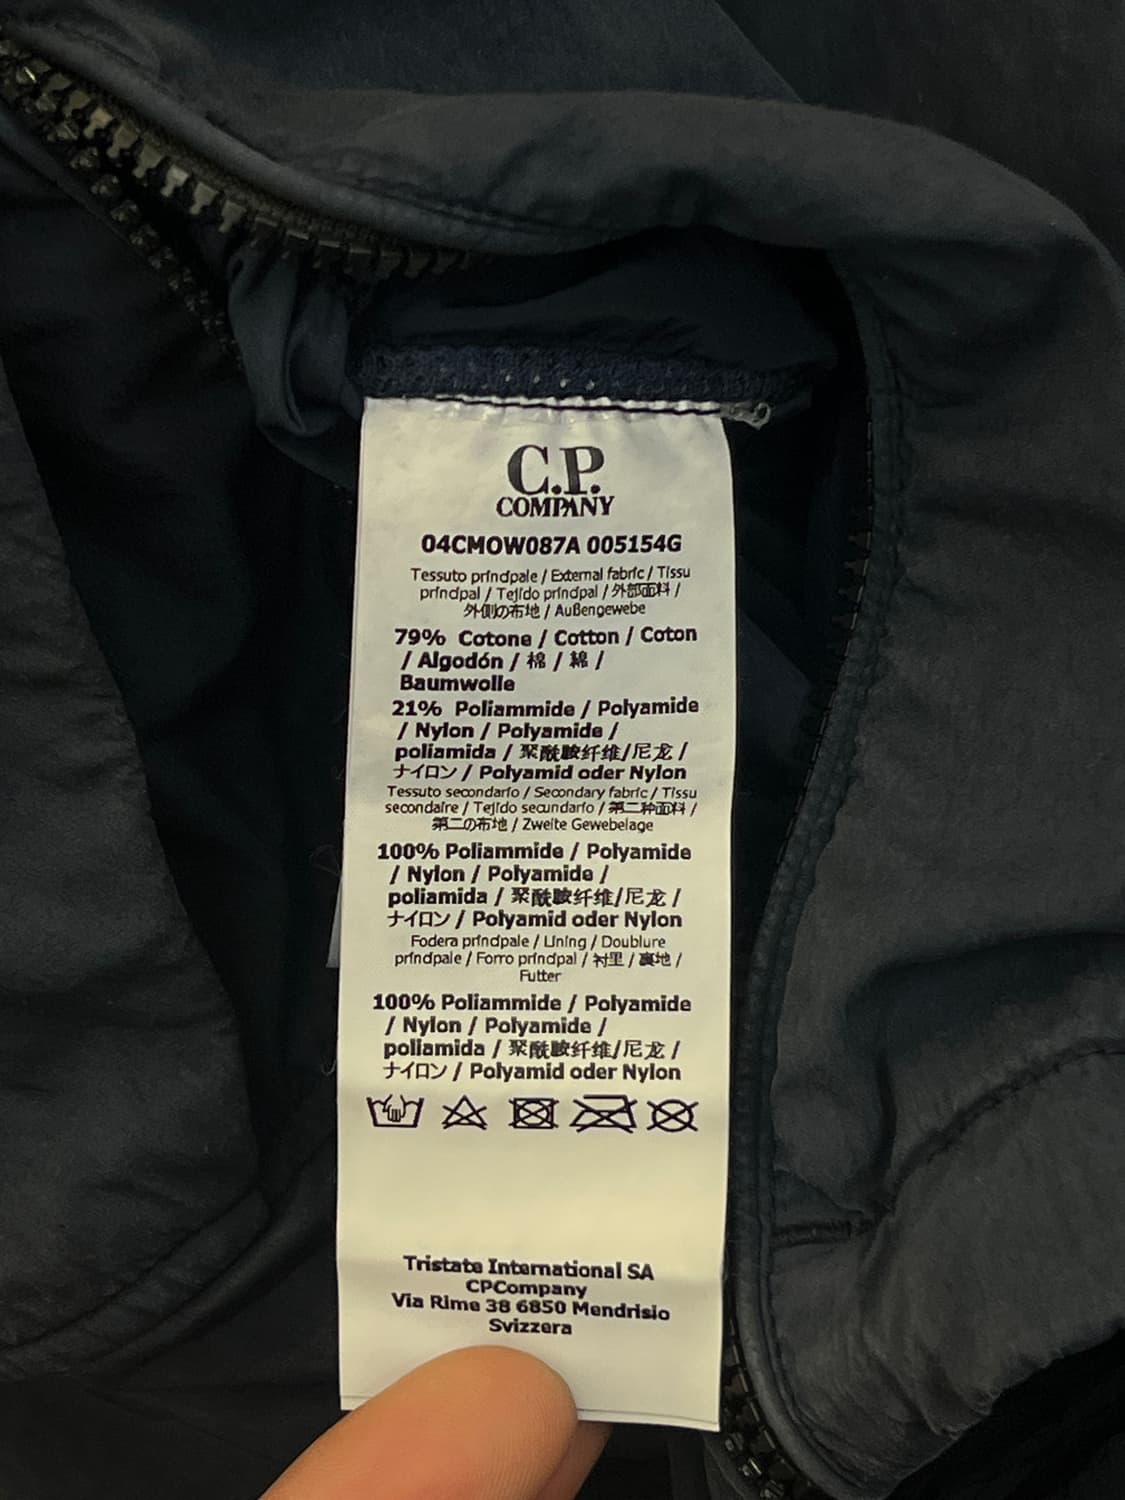 C.P.
COMPANY
04CMOW087A 005154G
Tessuto principale / External fabric / Tissu
principal / Tejido principal / 外部面料 /
外側の布地 / Außengewebe
79% Cotone / Cotton / Coton
/ Algodón / 棉 / 綿 /
Baumwolle
21% Poliammide / Polyamide
/ Nylon / Polyamide /
poliamida / 聚酰胺纤维/尼龙 /
ナイロン / Polyamid oder Nylon
Tessuto secondario / Secondary fabric / Tissu
secondaire / Tejido secundario / 第二种面料 /
第二の布地 / Zweite Gewebelage
100% Poliammide / Polyamide
/ Nylon / Polyamide /
poliamida / 聚酰胺纤维/尼龙 /
ナイロン / Polyamid oder Nylon
Fodera principale / Lining / Doublure
principale / Forro principal / 衬里 / 裏地 /
Futter
100% Poliammide / Polyamide
/ Nylon / Polyamide /
poliamida / 聚酰胺纤维/尼龙 /
ナイロン / Polyamid oder Nylon
Tristate International SA
CPCompany
Via Rime 38 6850 Mendrisio
Svizzera